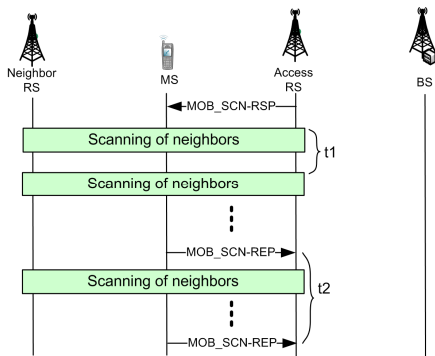 Neighbor
RS
MS
Access
RS
BS
MOB_SCN-RSP
Scanning of neighbors
t1
Scanning of neighbors
MOB_SCN-REP
Scanning of neighbors
t2
MOB_SCN-REP